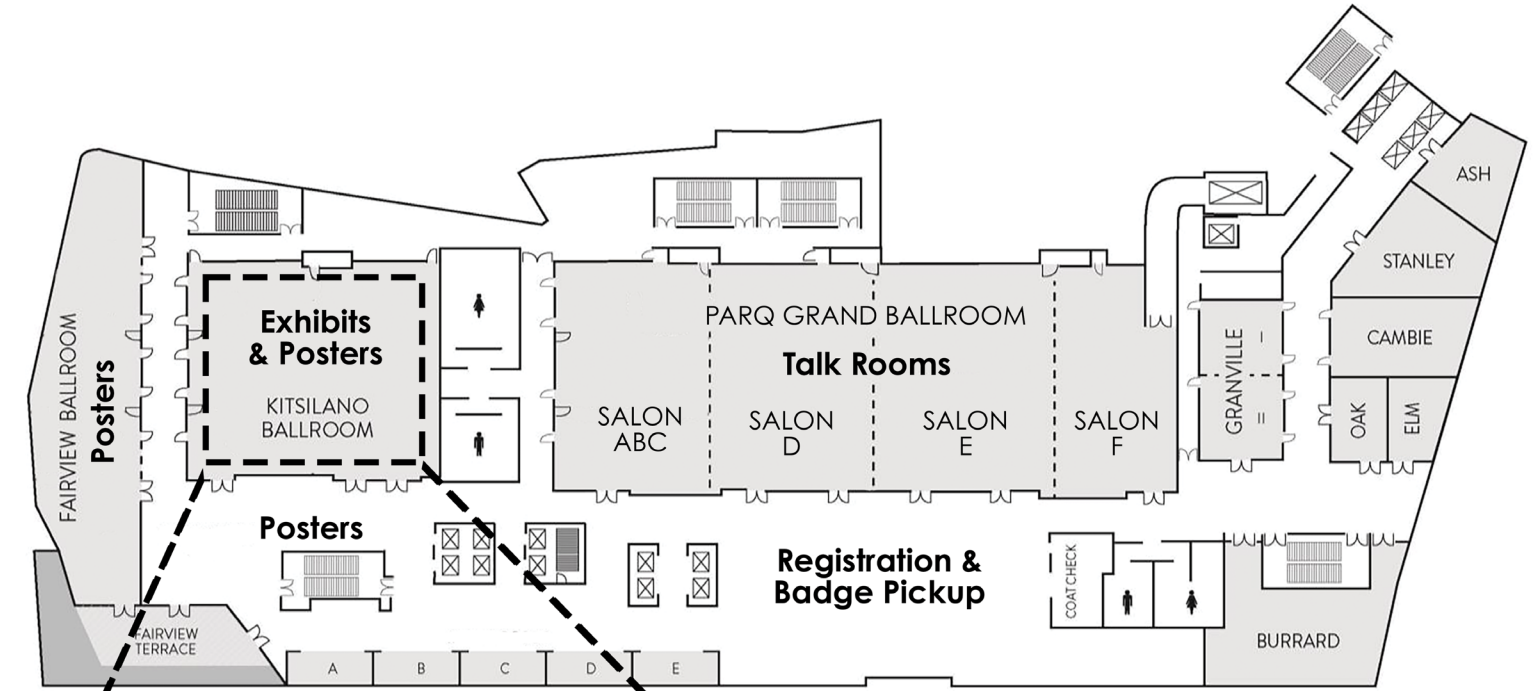 ASH
STANLEY
CAMBIE
OAK
ELM
GRANVILLE
I
II
PARQ GRAND BALLROOM
Talk Rooms
SALON
ABC
SALON
D
SALON
E
SALON
F
Exhibits
& Posters
KITSILANO
BALLROOM
FAIRVIEW BALLROOM
Posters
Posters
Registration &
Badge Pickup
COAT CHECK
BURRARD
FAIRVIEW
TERRACE
A
B
C
D
E